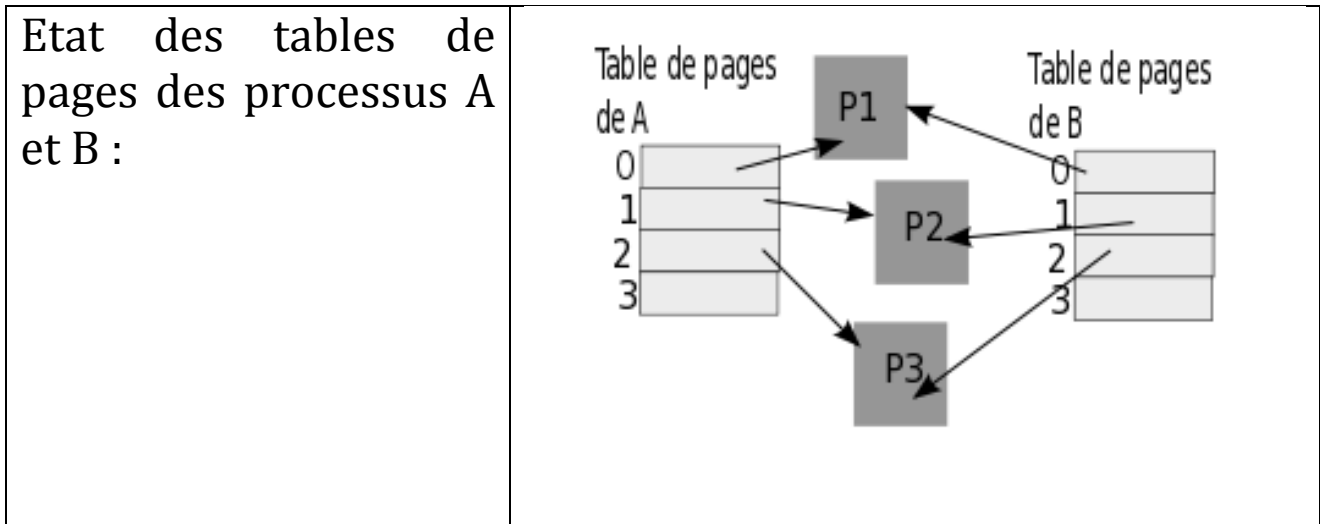 Etat des tables de
pages des processus A
et B :
Table de pages
de A
0
1
2
3
P1
P2
P3
Table de pages
de B
0
1
2
3